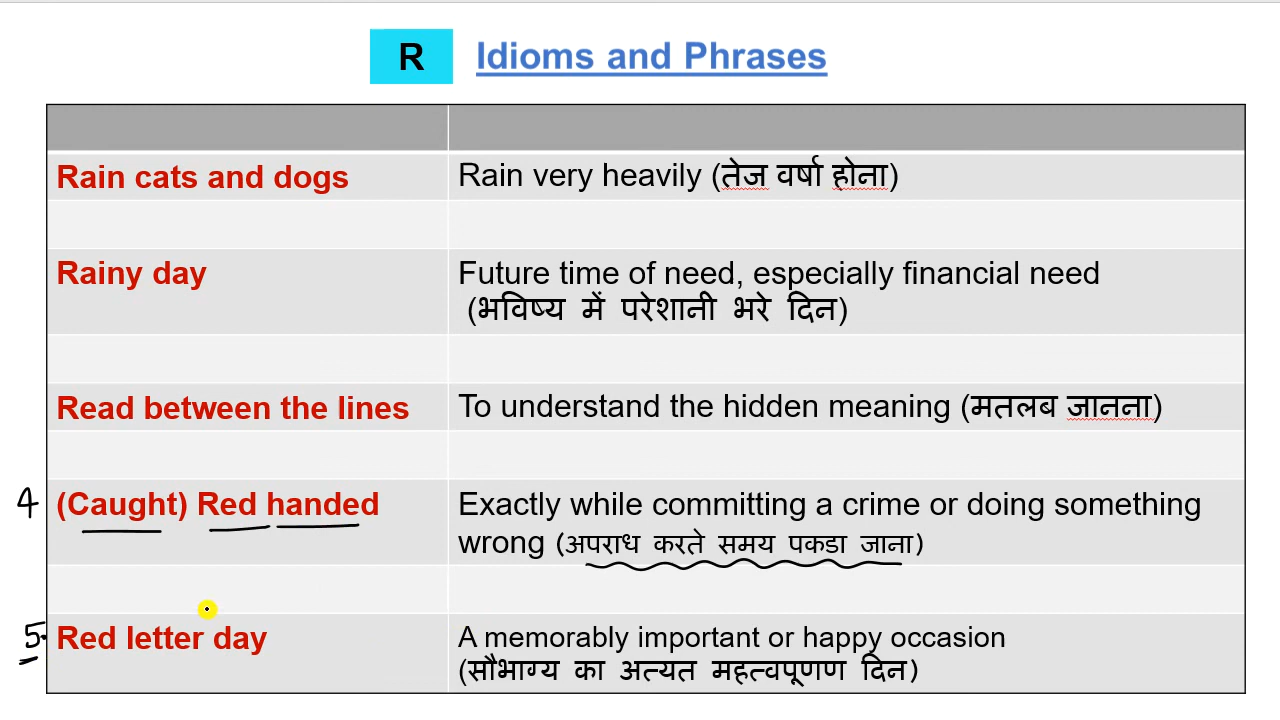 R Idioms and Phrases
Rain cats and dogs Rain very heavily (तेज वर्षा होना)
Rainy day Future time of need, especially financial need
(भविष्य में परेशानी भरे दिन)
Read between the lines To understand the hidden meaning (मतलब जानना)
4 (Caught) Red handed Exactly while committing a crime or doing something
wrong (अपराध करते समय पकडा जाना)
5. Red letter day A memorably important or happy occasion
(सौभाग्य का अत्यत महत्वपूणण दिन)